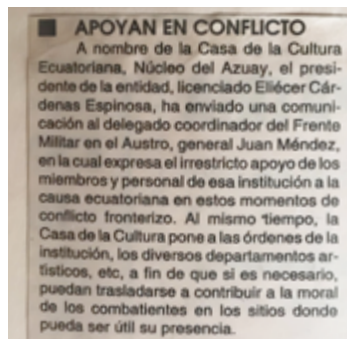 ■ APOYAN EN CONFLICTO
A nombre de la Casa de la Cultura
Ecuatoriana, Núcleo del Azuay, el presi-
dente de la entidad, licenciado Eliécer Cár-
denas Espinosa, ha enviado una comuni-
cación al delegado coordinador del Frente
Militar en el Austro, general Juan Méndez,
en la cual expresa el irrestricto apoyo de los
miembros y personal de esa institución a la
causa ecuatoriana en estos momentos de
conflicto fronterizo. Al mismo tiempo, la
Casa de la Cultura pone a las órdenes de la
institución, los diversos departamentos ar-
tísticos, etc, a fin de que si es necesario,
puedan trasladarse a contribuir a la moral
de los combatientes en los sitios donde
pueda ser útil su presencia.